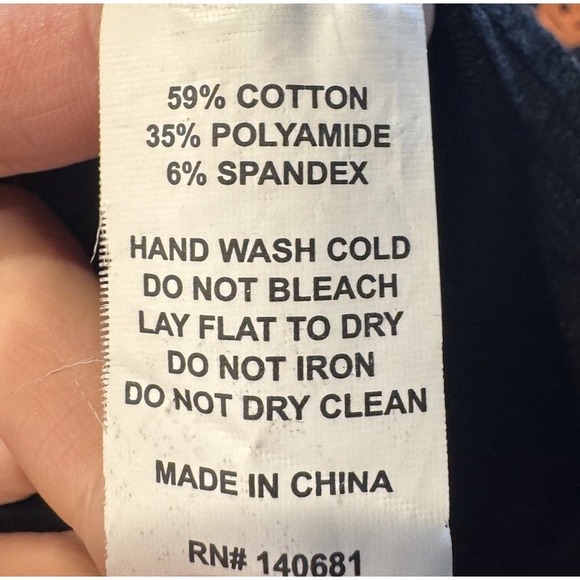 59% COTTON
35% POLYAMIDE
6% SPANDEX
HAND WASH COLD
DO NOT BLEACH
LAY FLAT TO DRY
DO NOT IRON
DO NOT DRY CLEAN
MADE IN CHINA
RN# 140681